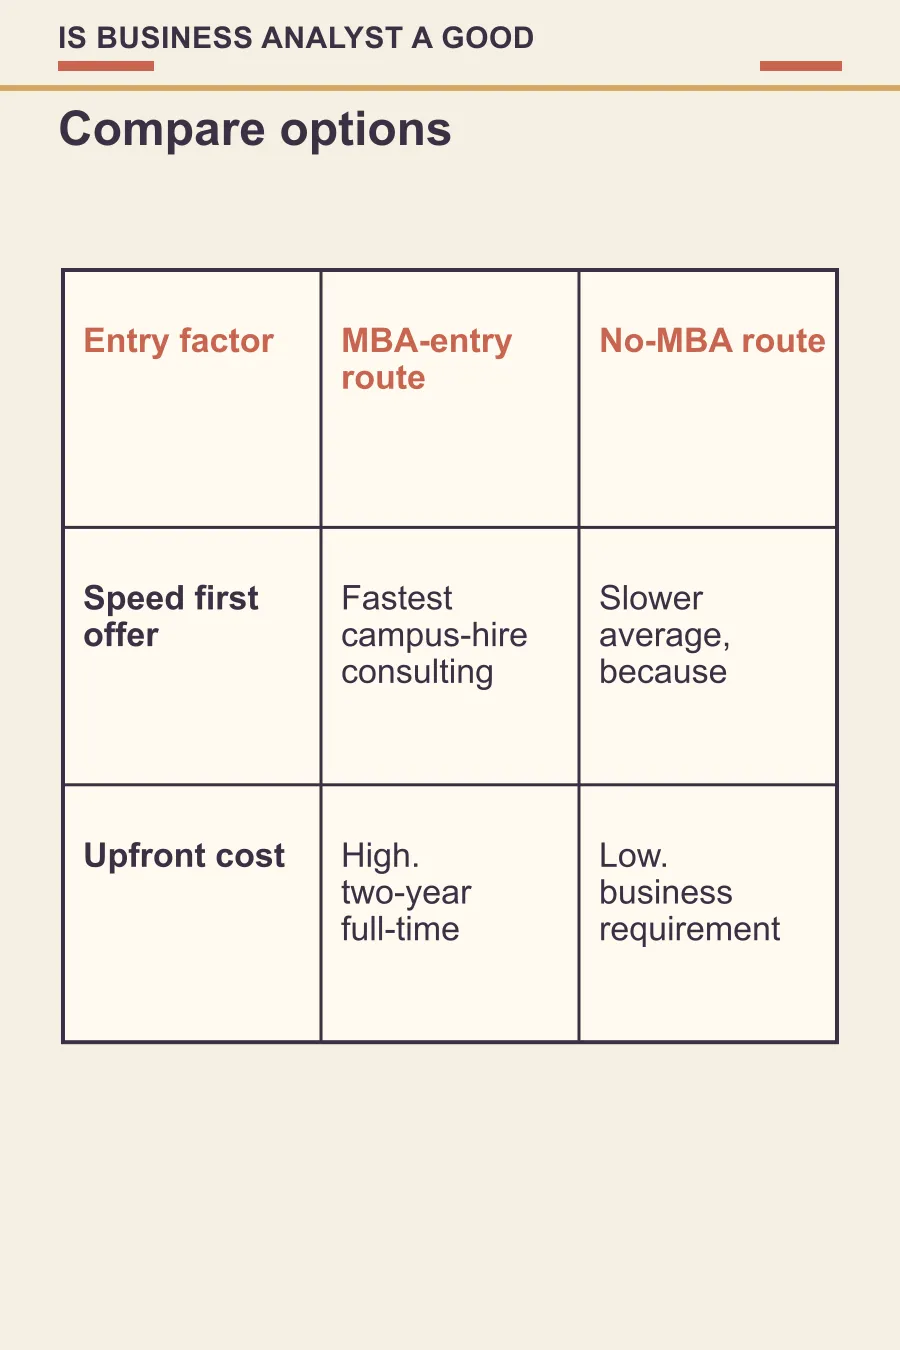 IS BUSINESS ANALYST A GOOD
Compare options
Entry factor
MBA-entry
route
No-MBA route
Speed first
offer
Fastest
campus-hire
consulting
Slower
average,
because
Upfront cost
High.
two-year
full-time
Low.
business
requirement